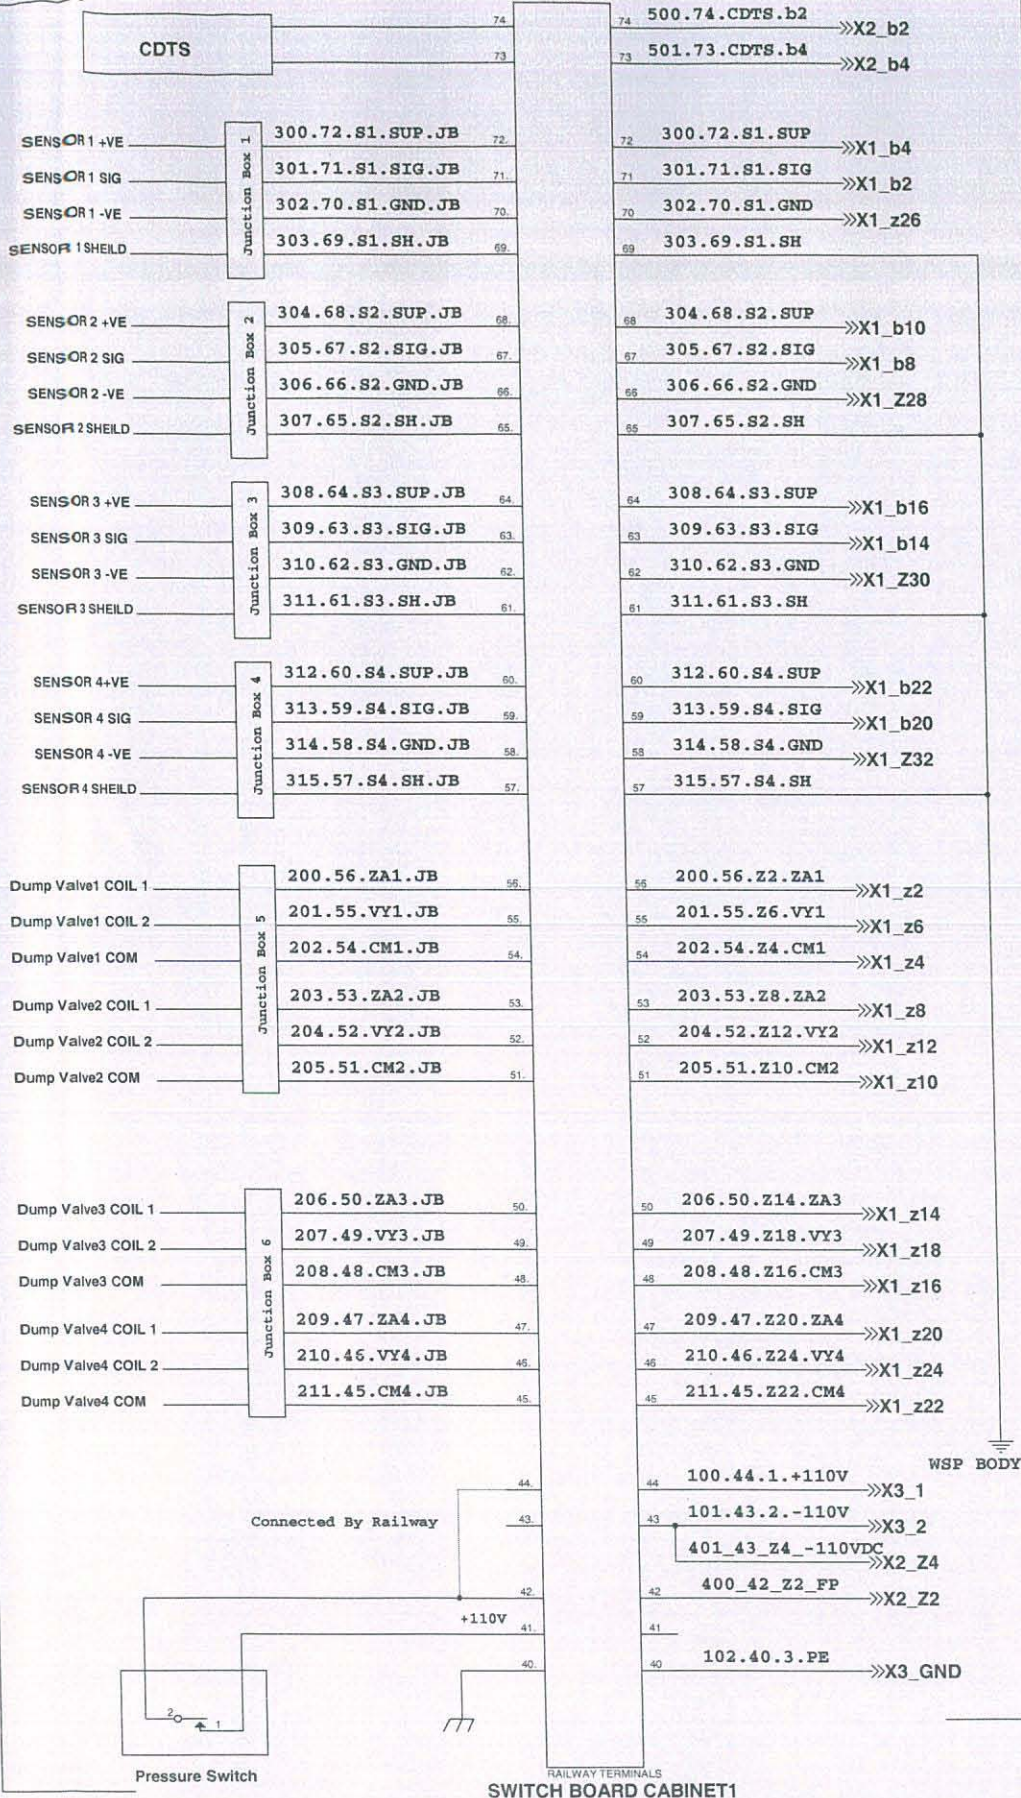 CDTS
74
73
74 500.74.CDTS.b2 >>X2_b2
73 501.73.CDTS.b4 >>X2_b4
Junction Box 1
SENSOR 1 +VE 300.72.S1.SUP.JB 72. 72 300.72.S1.SUP >>X1_b4
SENSOR 1 SIG 301.71.S1.SIG.JB 71. 71 301.71.S1.SIG >>X1_b2
SENSOR 1 -VE 302.70.S1.GND.JB 70. 70 302.70.S1.GND >>X1_z26
SENSOR 1 SHEILD 303.69.S1.SH.JB 69. 69 303.69.S1.SH
Junction Box 2
SENSOR 2 +VE 304.68.S2.SUP.JB 68. 68 304.68.S2.SUP >>X1_b10
SENSOR 2 SIG 305.67.S2.SIG.JB 67. 67 305.67.S2.SIG >>X1_b8
SENSOR 2 -VE 306.66.S2.GND.JB 66. 66 306.66.S2.GND >>X1_Z28
SENSOR 2 SHEILD 307.65.S2.SH.JB 65. 65 307.65.S2.SH
Junction Box 3
SENSOR 3 +VE 308.64.S3.SUP.JB 64. 64 308.64.S3.SUP >>X1_b16
SENSOR 3 SIG 309.63.S3.SIG.JB 63. 63 309.63.S3.SIG >>X1_b14
SENSOR 3 -VE 310.62.S3.GND.JB 62. 62 310.62.S3.GND >>X1_Z30
SENSOR 3 SHEILD 311.61.S3.SH.JB 61. 61 311.61.S3.SH
Junction Box 4
SENSOR 4+VE 312.60.S4.SUP.JB 60. 60 312.60.S4.SUP >>X1_b22
SENSOR 4 SIG 313.59.S4.SIG.JB 59. 59 313.59.S4.SIG >>X1_b20
SENSOR 4 -VE 314.58.S4.GND.JB 58. 58 314.58.S4.GND >>X1_Z32
SENSOR 4 SHEILD 315.57.S4.SH.JB 57. 57 315.57.S4.SH
Junction Box 5
Dump Valve1 COIL 1 200.56.ZA1.JB 56. 56 200.56.Z2.ZA1 >>X1_z2
Dump Valve1 COIL 2 201.55.VY1.JB 55. 55 201.55.Z6.VY1 >>X1_z6
Dump Valve1 COM 202.54.CM1.JB 54. 54 202.54.Z4.CM1 >>X1_z4
Dump Valve2 COIL 1 203.53.ZA2.JB 53. 53 203.53.Z8.ZA2 >>X1_z8
Dump Valve2 COIL 2 204.52.VY2.JB 52. 52 204.52.Z12.VY2 >>X1_z12
Dump Valve2 COM 205.51.CM2.JB 51. 51 205.51.Z10.CM2 >>X1_z10
Junction Box 6
Dump Valve3 COIL 1 206.50.ZA3.JB 50. 50 206.50.Z14.ZA3 >>X1_z14
Dump Valve3 COIL 2 207.49.VY3.JB 49. 49 207.49.Z18.VY3 >>X1_z18
Dump Valve3 COM 208.48.CM3.JB 48. 48 208.48.Z16.CM3 >>X1_z16
Dump Valve4 COIL 1 209.47.ZA4.JB 47. 47 209.47.Z20.ZA4 >>X1_z20
Dump Valve4 COIL 2 210.46.VY4.JB 46. 46 210.46.Z24.VY4 >>X1_z24
Dump Valve4 COM 211.45.CM4.JB 45. 45 211.45.Z22.CM4 >>X1_z22
WSP BODY
44. 44 100.44.1.+110V >>X3_1
Connected By Railway 43. 43 101.43.2.-110V >>X3_2
401_43_Z4_-110VDC >>X2_Z4
42. 42 400_42_Z2_FP >>X2_Z2
+110V 41. 41
40. 40 102.40.3.PE >>X3_GND
2
1
Pressure Switch
RAILWAY TERMINALS
SWITCH BOARD CABINET1